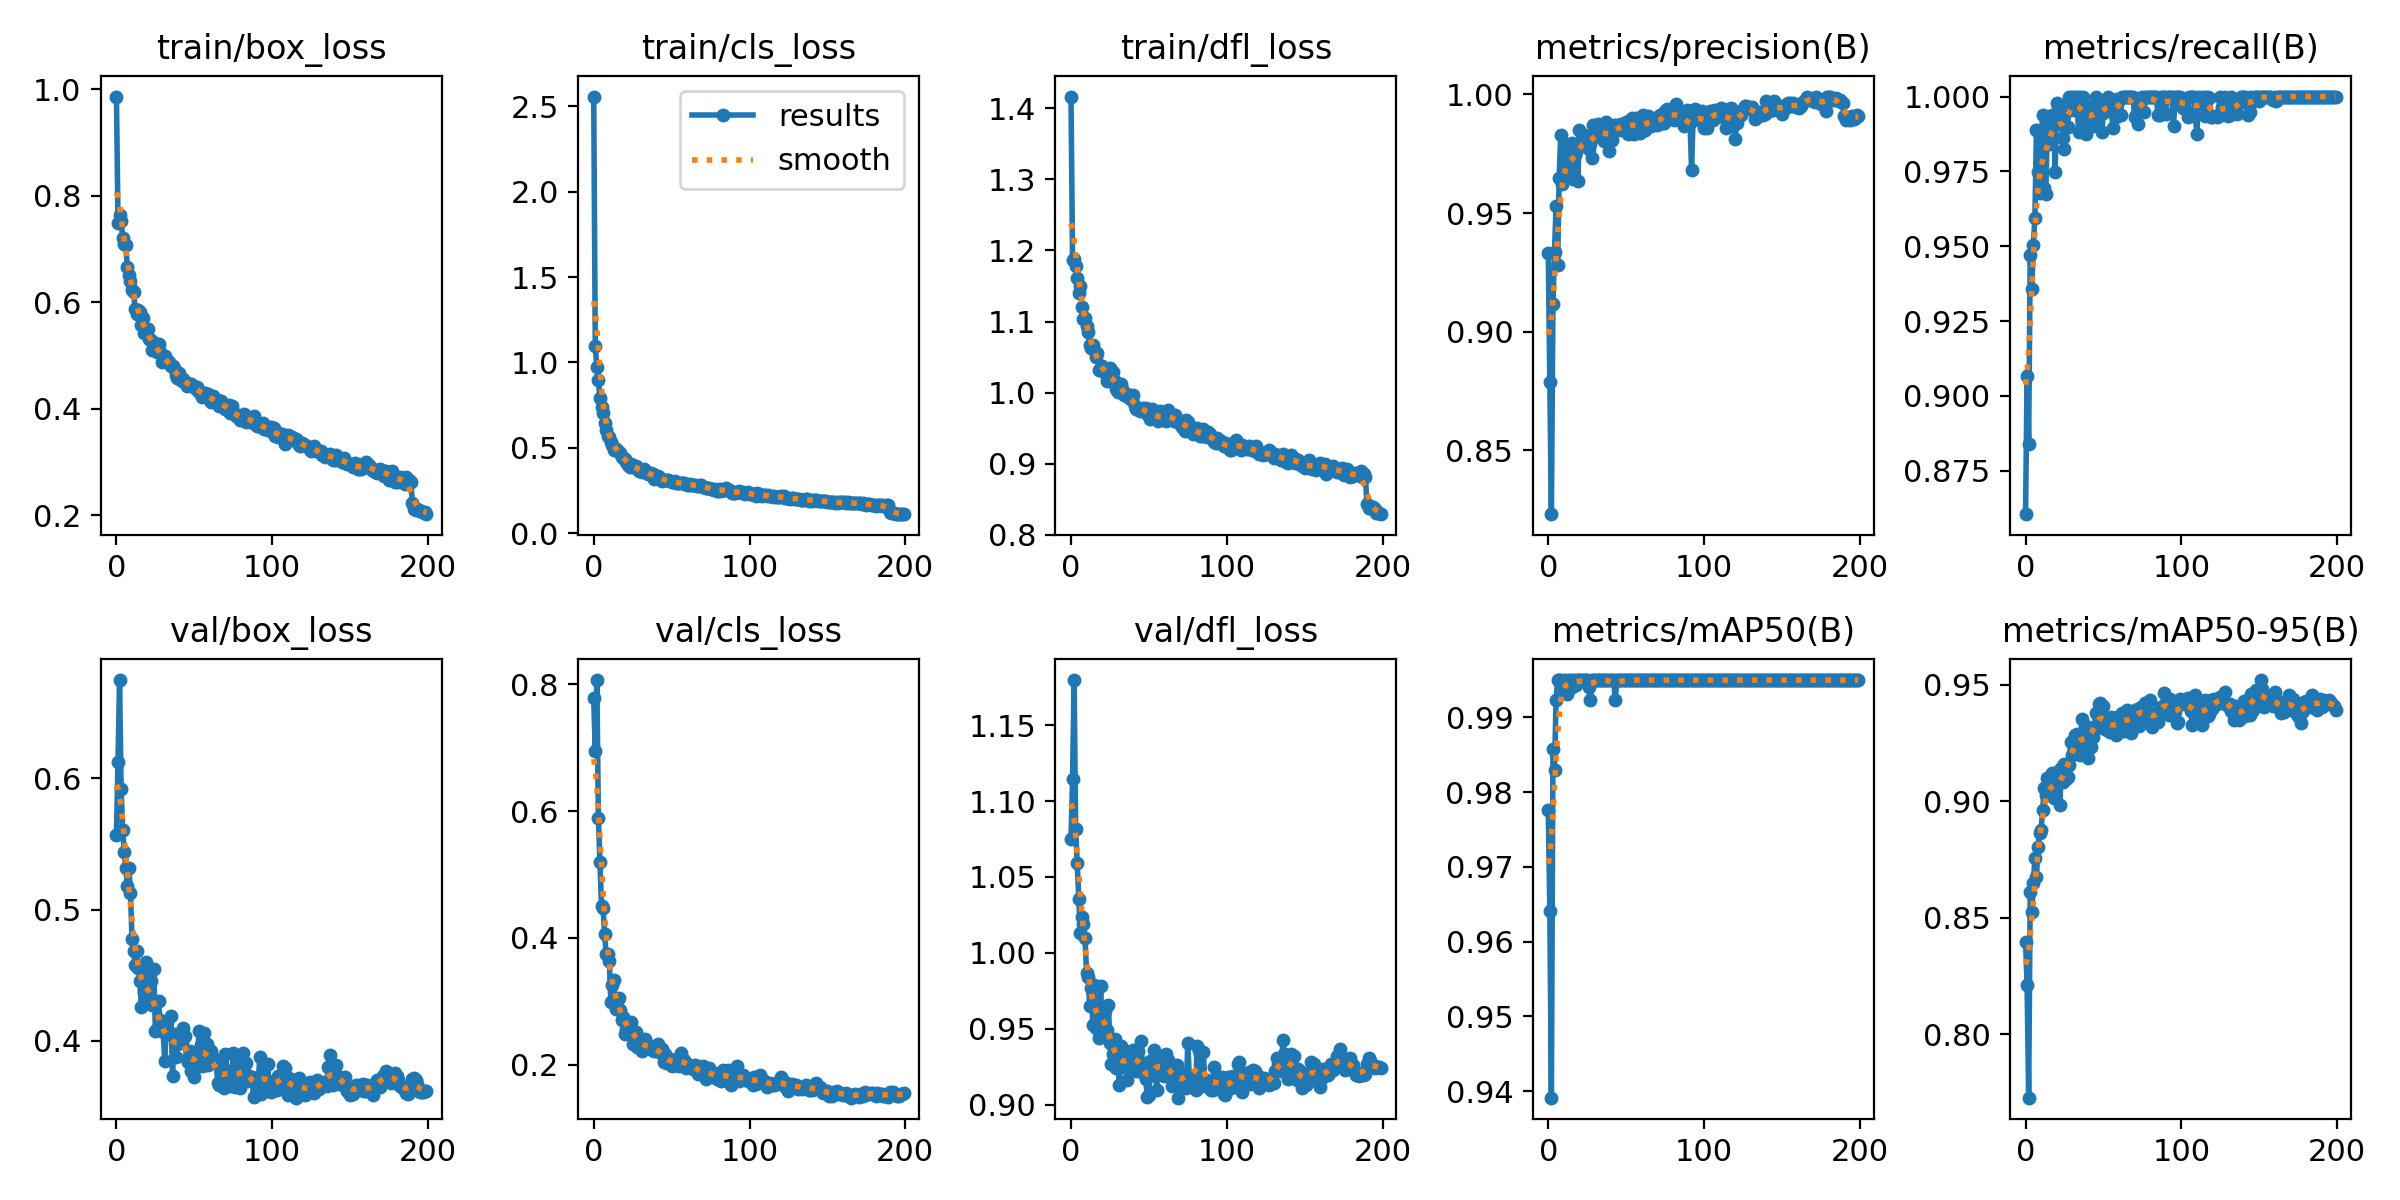 train/box_loss
1.0
0.8
0.6
0.4
0.2
0 100 200
train/cls_loss
results
smooth
2.5
2.0
1.5
1.0
0.5
0.0
0 100 200
train/dfl_loss
1.4
1.3
1.2
1.1
1.0
0.9
0.8
0 100 200
metrics/precision(B)
1.00
0.95
0.90
0.85
0 100 200
metrics/recall(B)
1.000
0.975
0.950
0.925
0.900
0.875
0 100 200
val/box_loss
0.6
0.5
0.4
0 100 200
val/cls_loss
0.8
0.6
0.4
0.2
0 100 200
val/dfl_loss
1.15
1.10
1.05
1.00
0.95
0.90
0 100 200
metrics/mAP50(B)
0.99
0.98
0.97
0.96
0.95
0.94
0 100 200
metrics/mAP50-95(B)
0.95
0.90
0.85
0.80
0 100 200